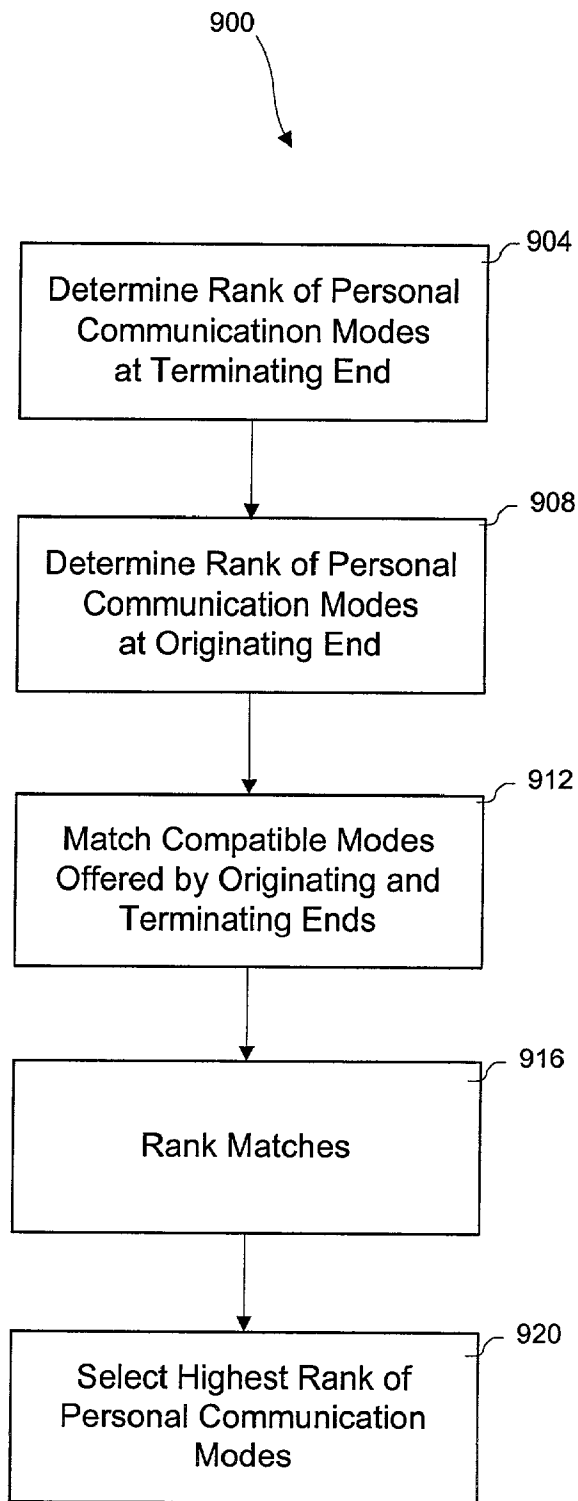 900
904
Determine Rank of Personal
Communicatinon Modes
at Terminating End
908
Determine Rank of Personal
Communication Modes
at Originating End
912
Match Compatible Modes
Offered by Originating and
Terminating Ends
916
Rank Matches
920
Select Highest Rank of
Personal Communication
Modes